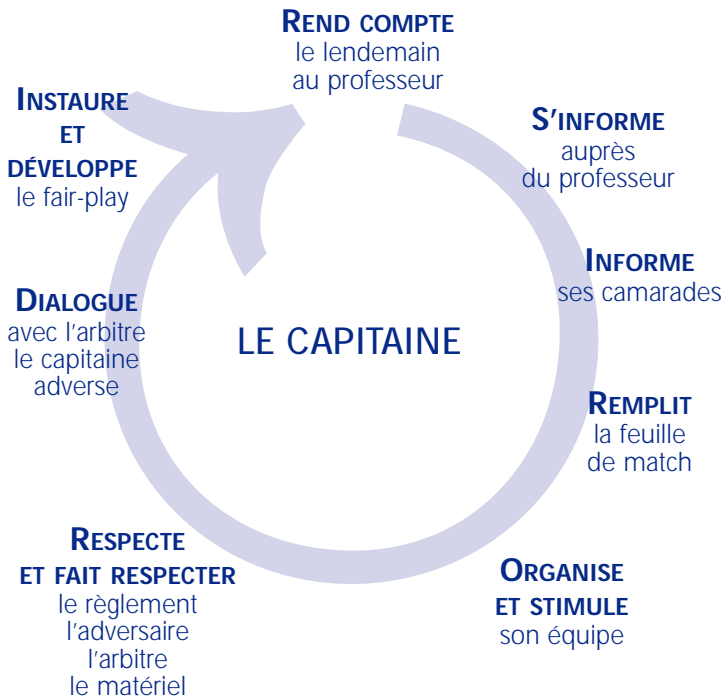 REND COMPTE
le lendemain
au professeur
S'INFORME
auprès
du professeur
INFORME
ses camarades
REMPLIT
la feuille
de match
ORGANISE
ET STIMULE
son équipe
RESPECTE
ET FAIT RESPECTER
le règlement
l'adversaire
l'arbitre
le matériel
DIALOGUE
avec l'arbitre
le capitaine
adverse
INSTAURE
ET
DÉVELOPPE
le fair-play
LE CAPITAINE